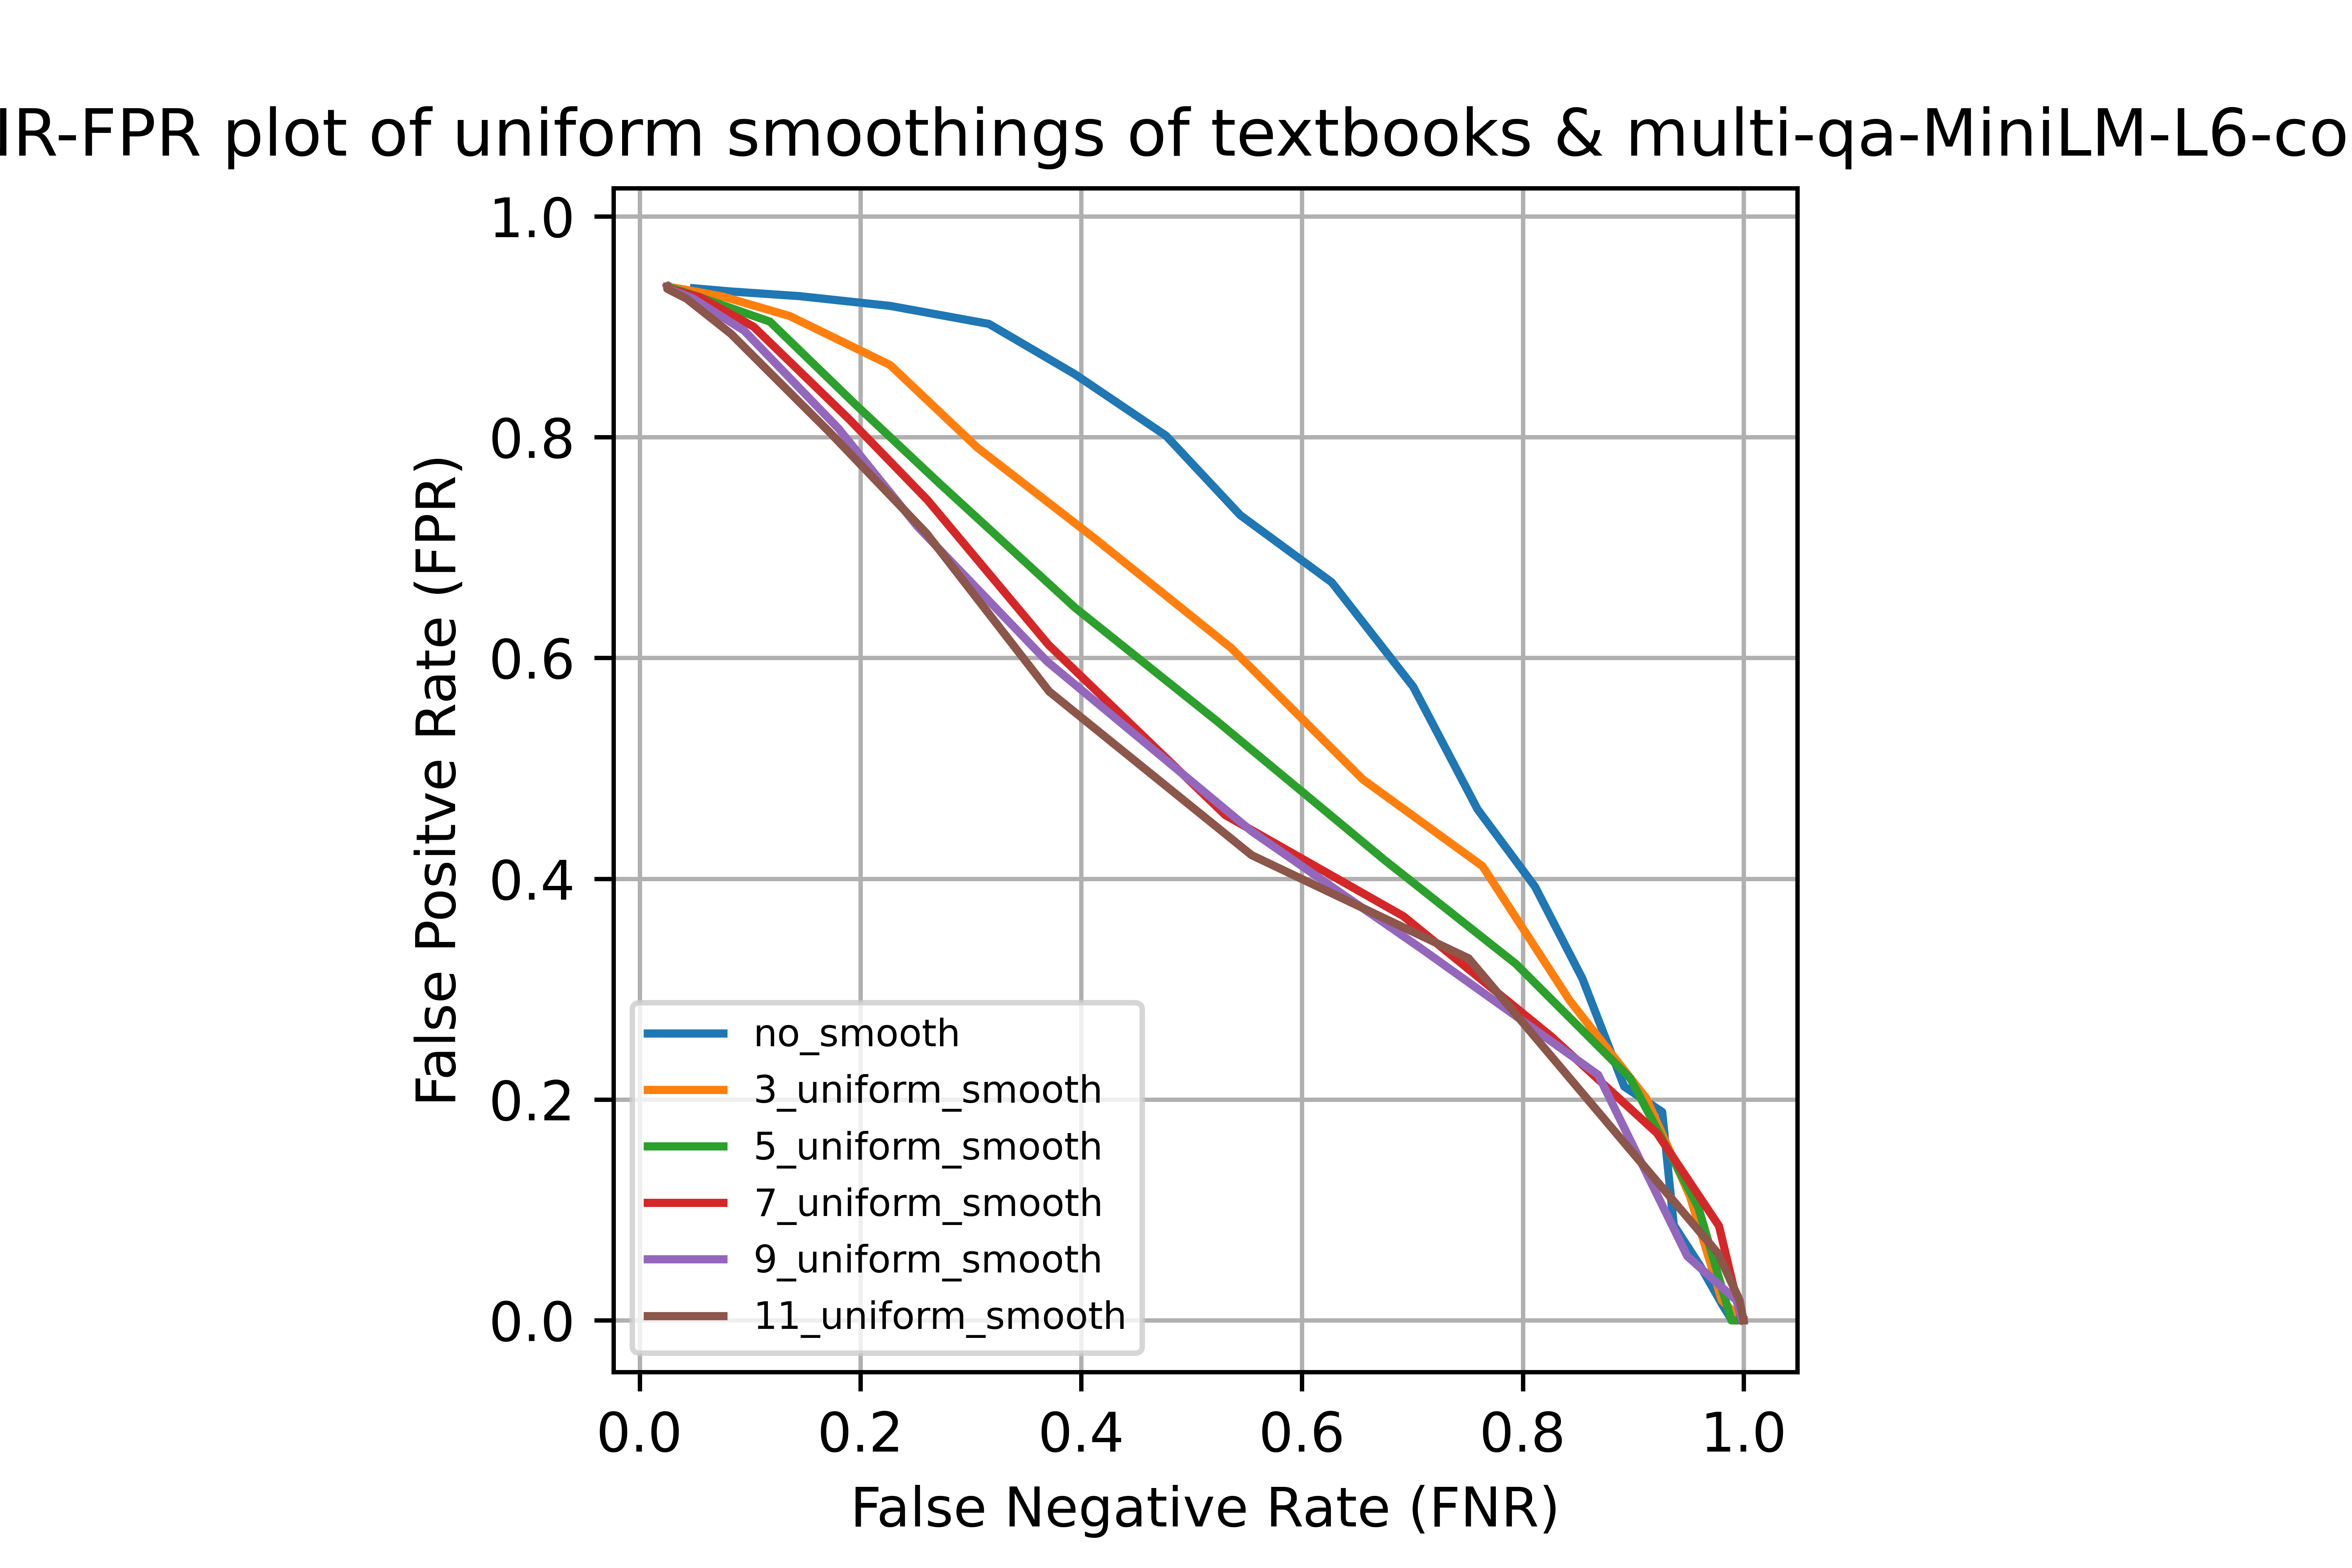 NR-FPR plot of uniform smoothings of textbooks & multi-qa-MiniLM-L6-co
1.0
0.8
0.6
0.4
0.2
0.0
False Positve Rate (FPR)
no_smooth
3_uniform_smooth
5_uniform_smooth
7_uniform_smooth
9_uniform_smooth
11_uniform_smooth
0.0 0.2 0.4 0.6 0.8 1.0
False Negative Rate (FNR)